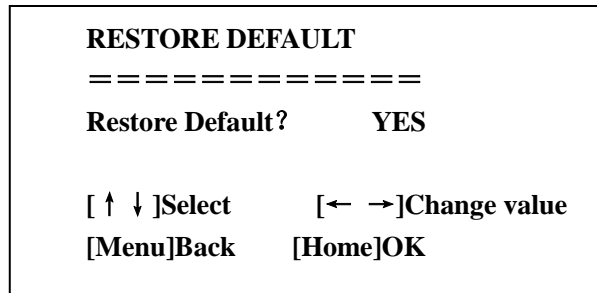 RESTORE DEFAULT
============
Restore Default? YES
[↑ ↓]Select [← →]Change value
[Menu]Back [Home]OK